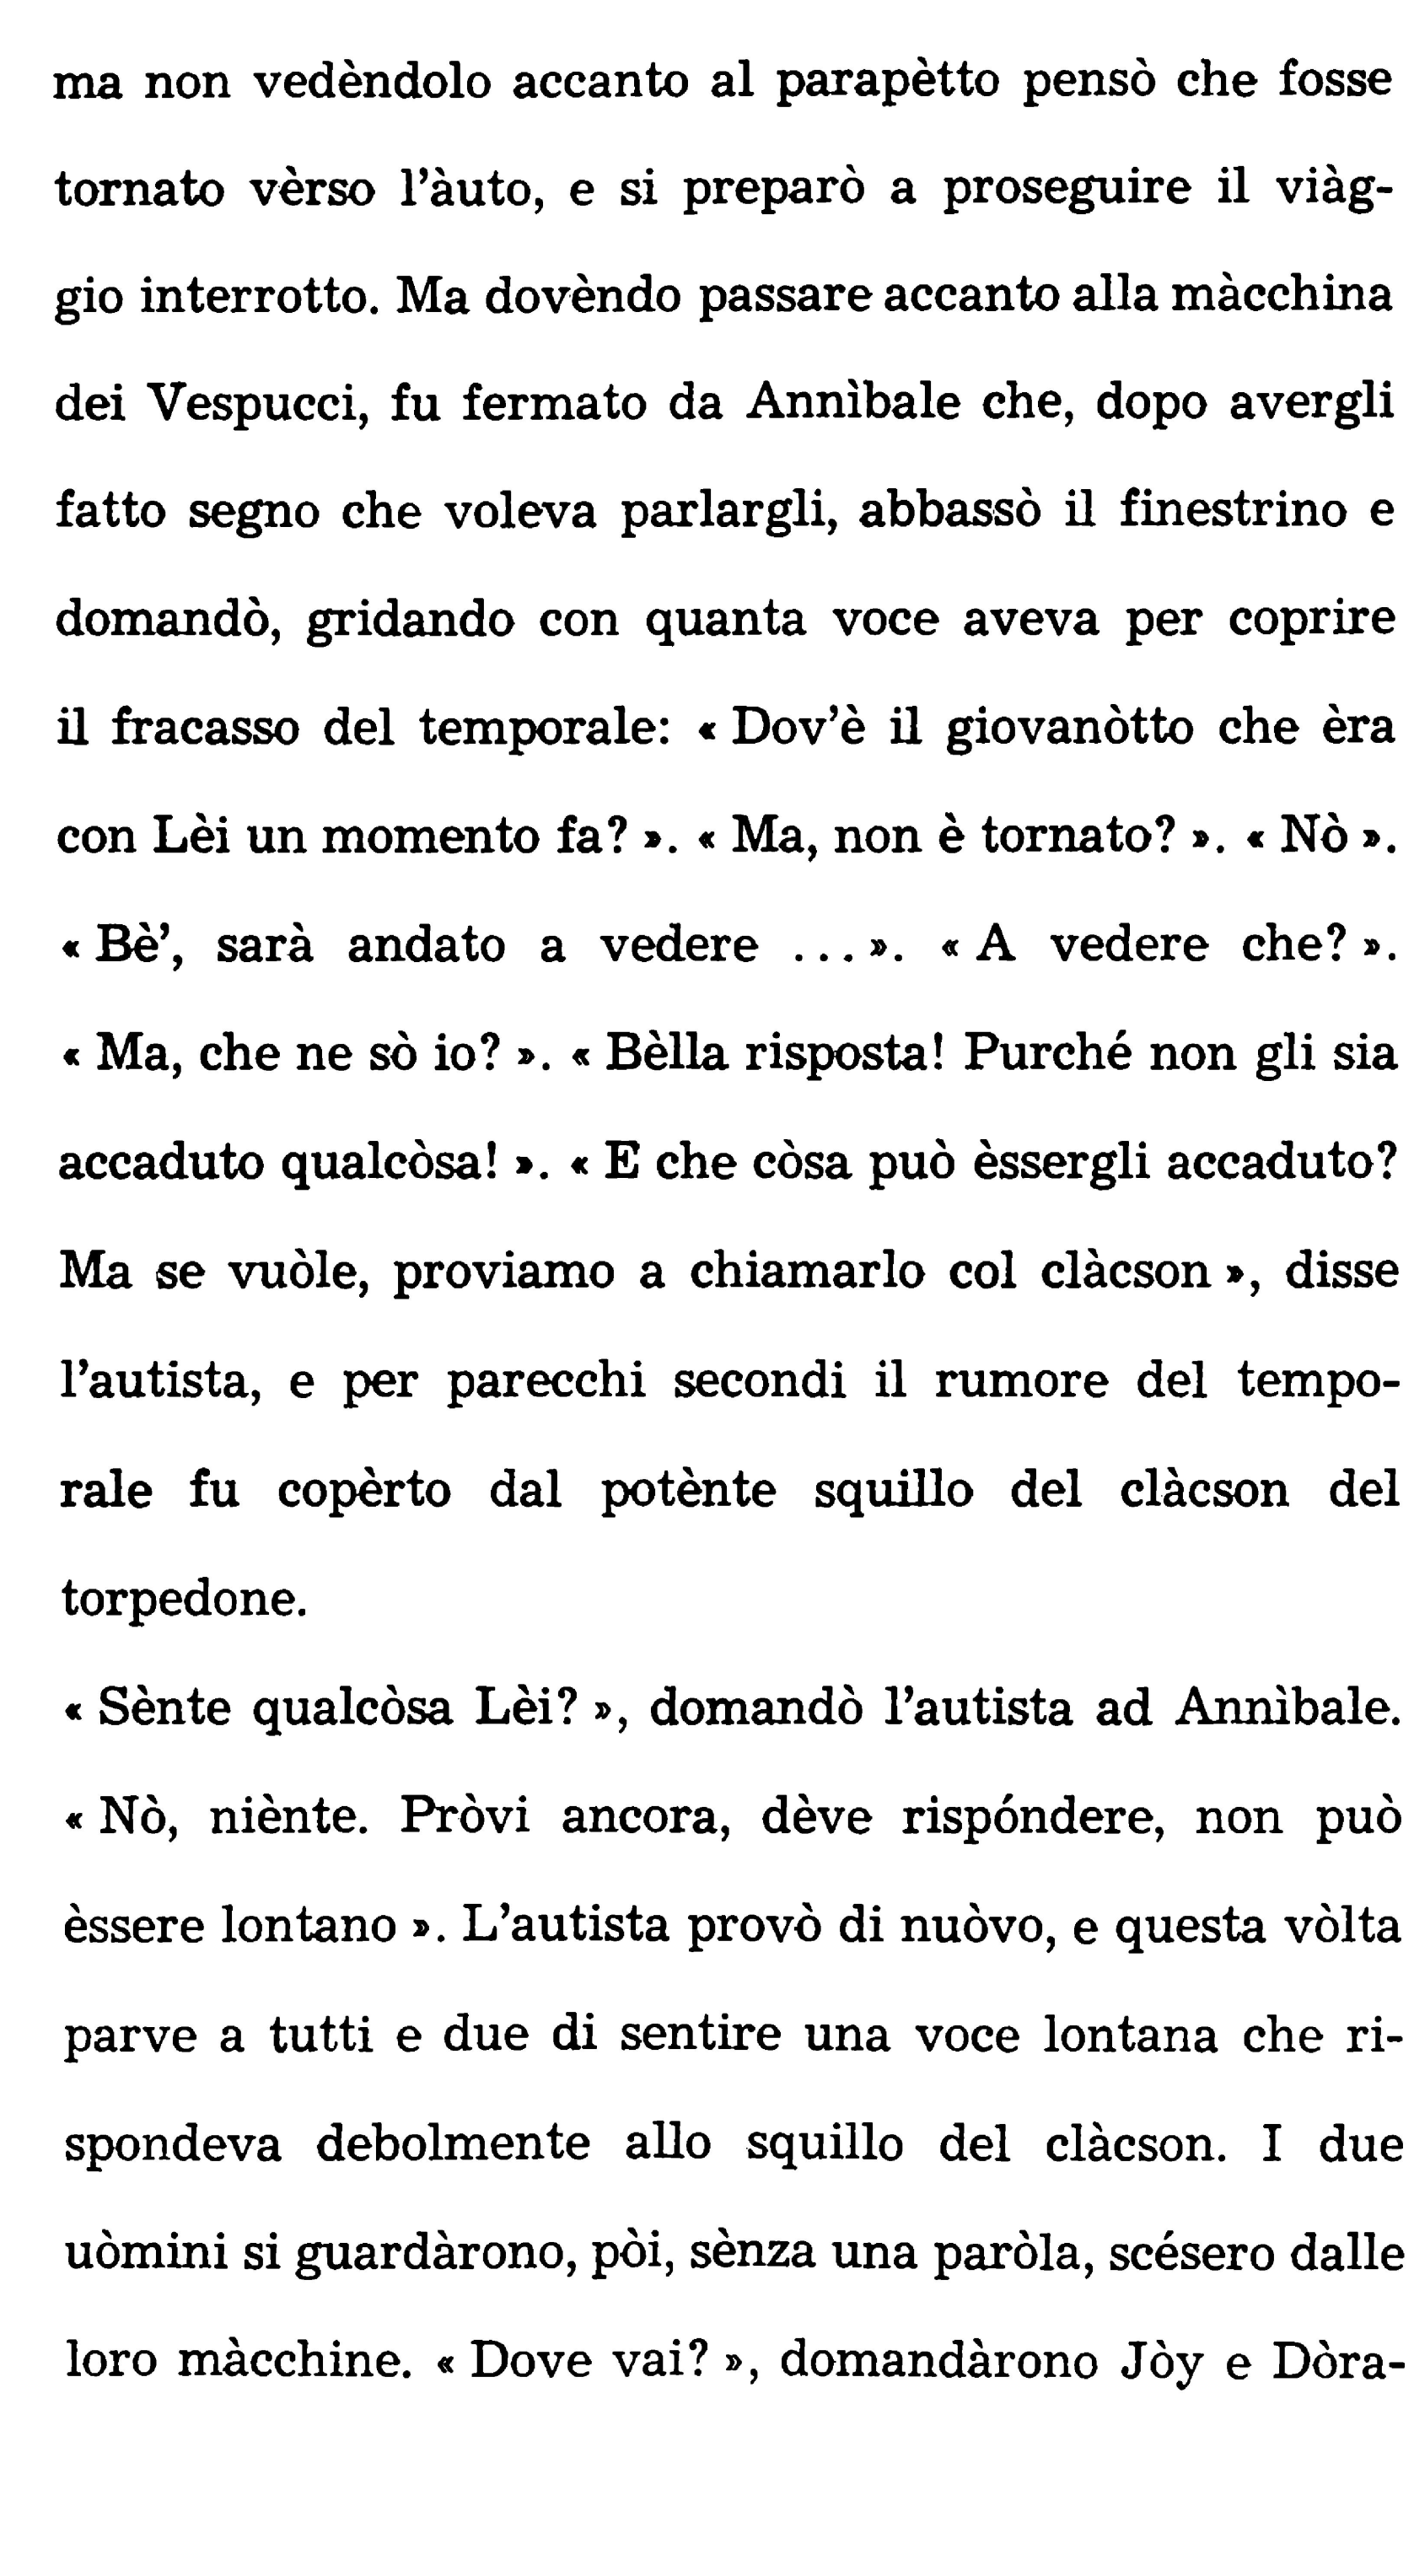 ma non vedèndolo accanto al parapètto pensò che fosse
tornato vèrso l'àuto, e si preparò a proseguire il viàg-
gio interrotto. Ma dovèndo passare accanto alla màcchina
dei Vespucci, fu fermato da Annìbale che, dopo avergli
fatto segno che voleva parlargli, abbassò il finestrino e
domandò, gridando con quanta voce aveva per coprire
il fracasso del temporale: « Dov'è il giovanòtto che èra
con Lèi un momento fa? ». « Ma, non è tornato? ». « Nò ».
« Bè', sarà andato a vedere ... ». « A vedere che? ».
« Ma, che ne sò io? ». « Bèlla risposta! Purché non gli sia
accaduto qualcòsa! ». « E che còsa può èssergli accaduto?
Ma se vuòle, proviamo a chiamarlo col clàcson », disse
l'autista, e per parecchi secondi il rumore del tempo-
rale fu copèrto dal potènte squillo del clàcson del
torpedone.
« Sènte qualcòsa Lèi? », domandò l'autista ad Annìbale.
« Nò, niènte. Pròvi ancora, dève rispóndere, non può
èssere lontano ». L'autista provò di nuòvo, e questa vòlta
parve a tutti e due di sentire una voce lontana che ri-
spondeva debolmente allo squillo del clàcson. I due
uòmini si guardàrono, pòi, sènza una paròla, scésero dalle
loro màcchine. « Dove vai? », domandàrono Jòy e Dòra-